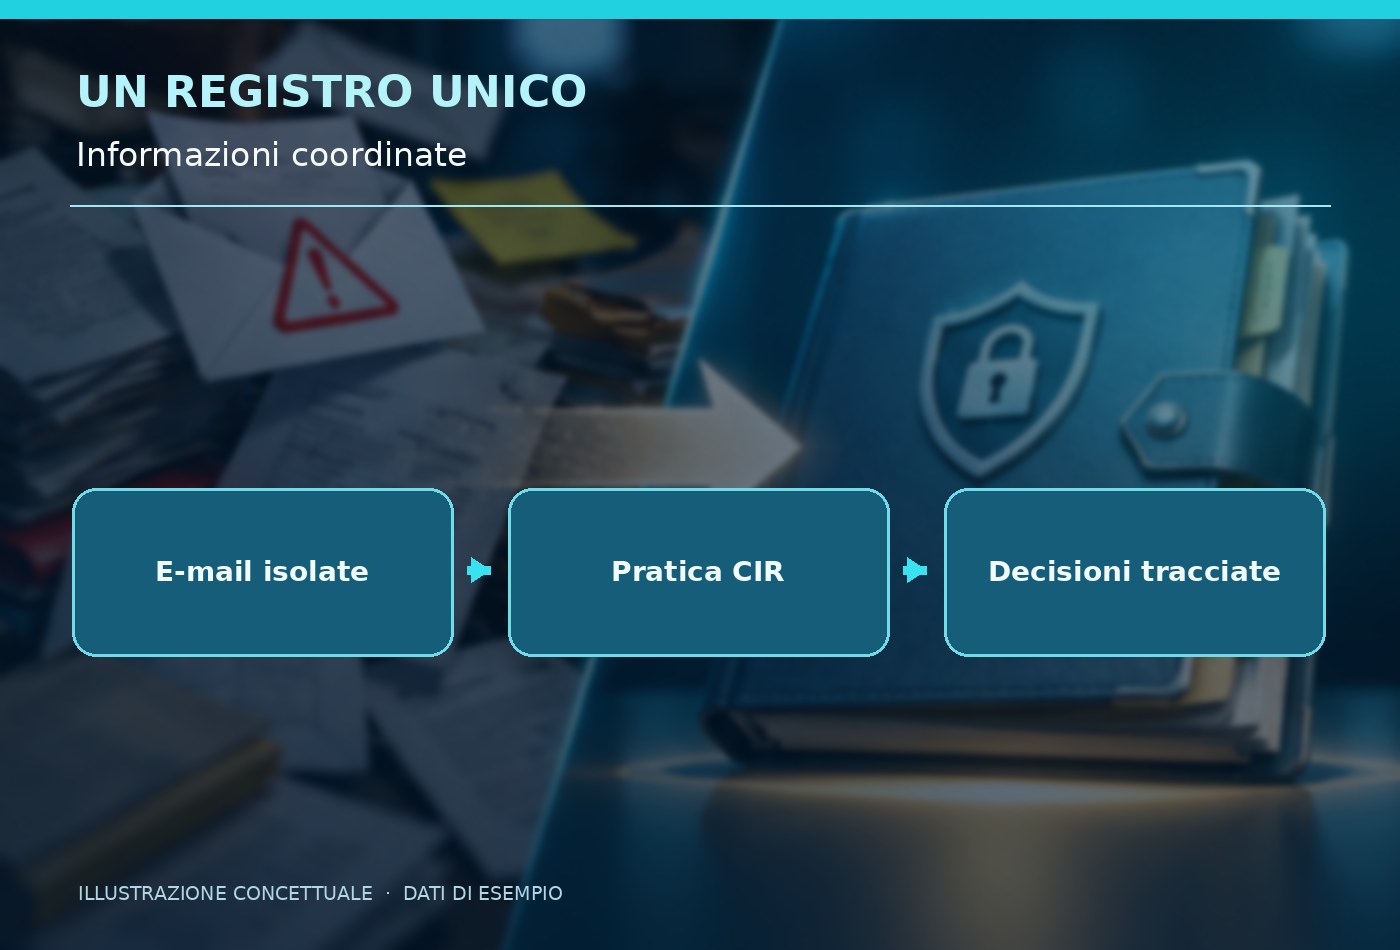 UN REGISTRO UNICO
Informazioni coordinate
E-mail isolate
Pratica CIR
Decisioni tracciate
ILLUSTRAZIONE CONCETTUALE · DATI DI ESEMPIO